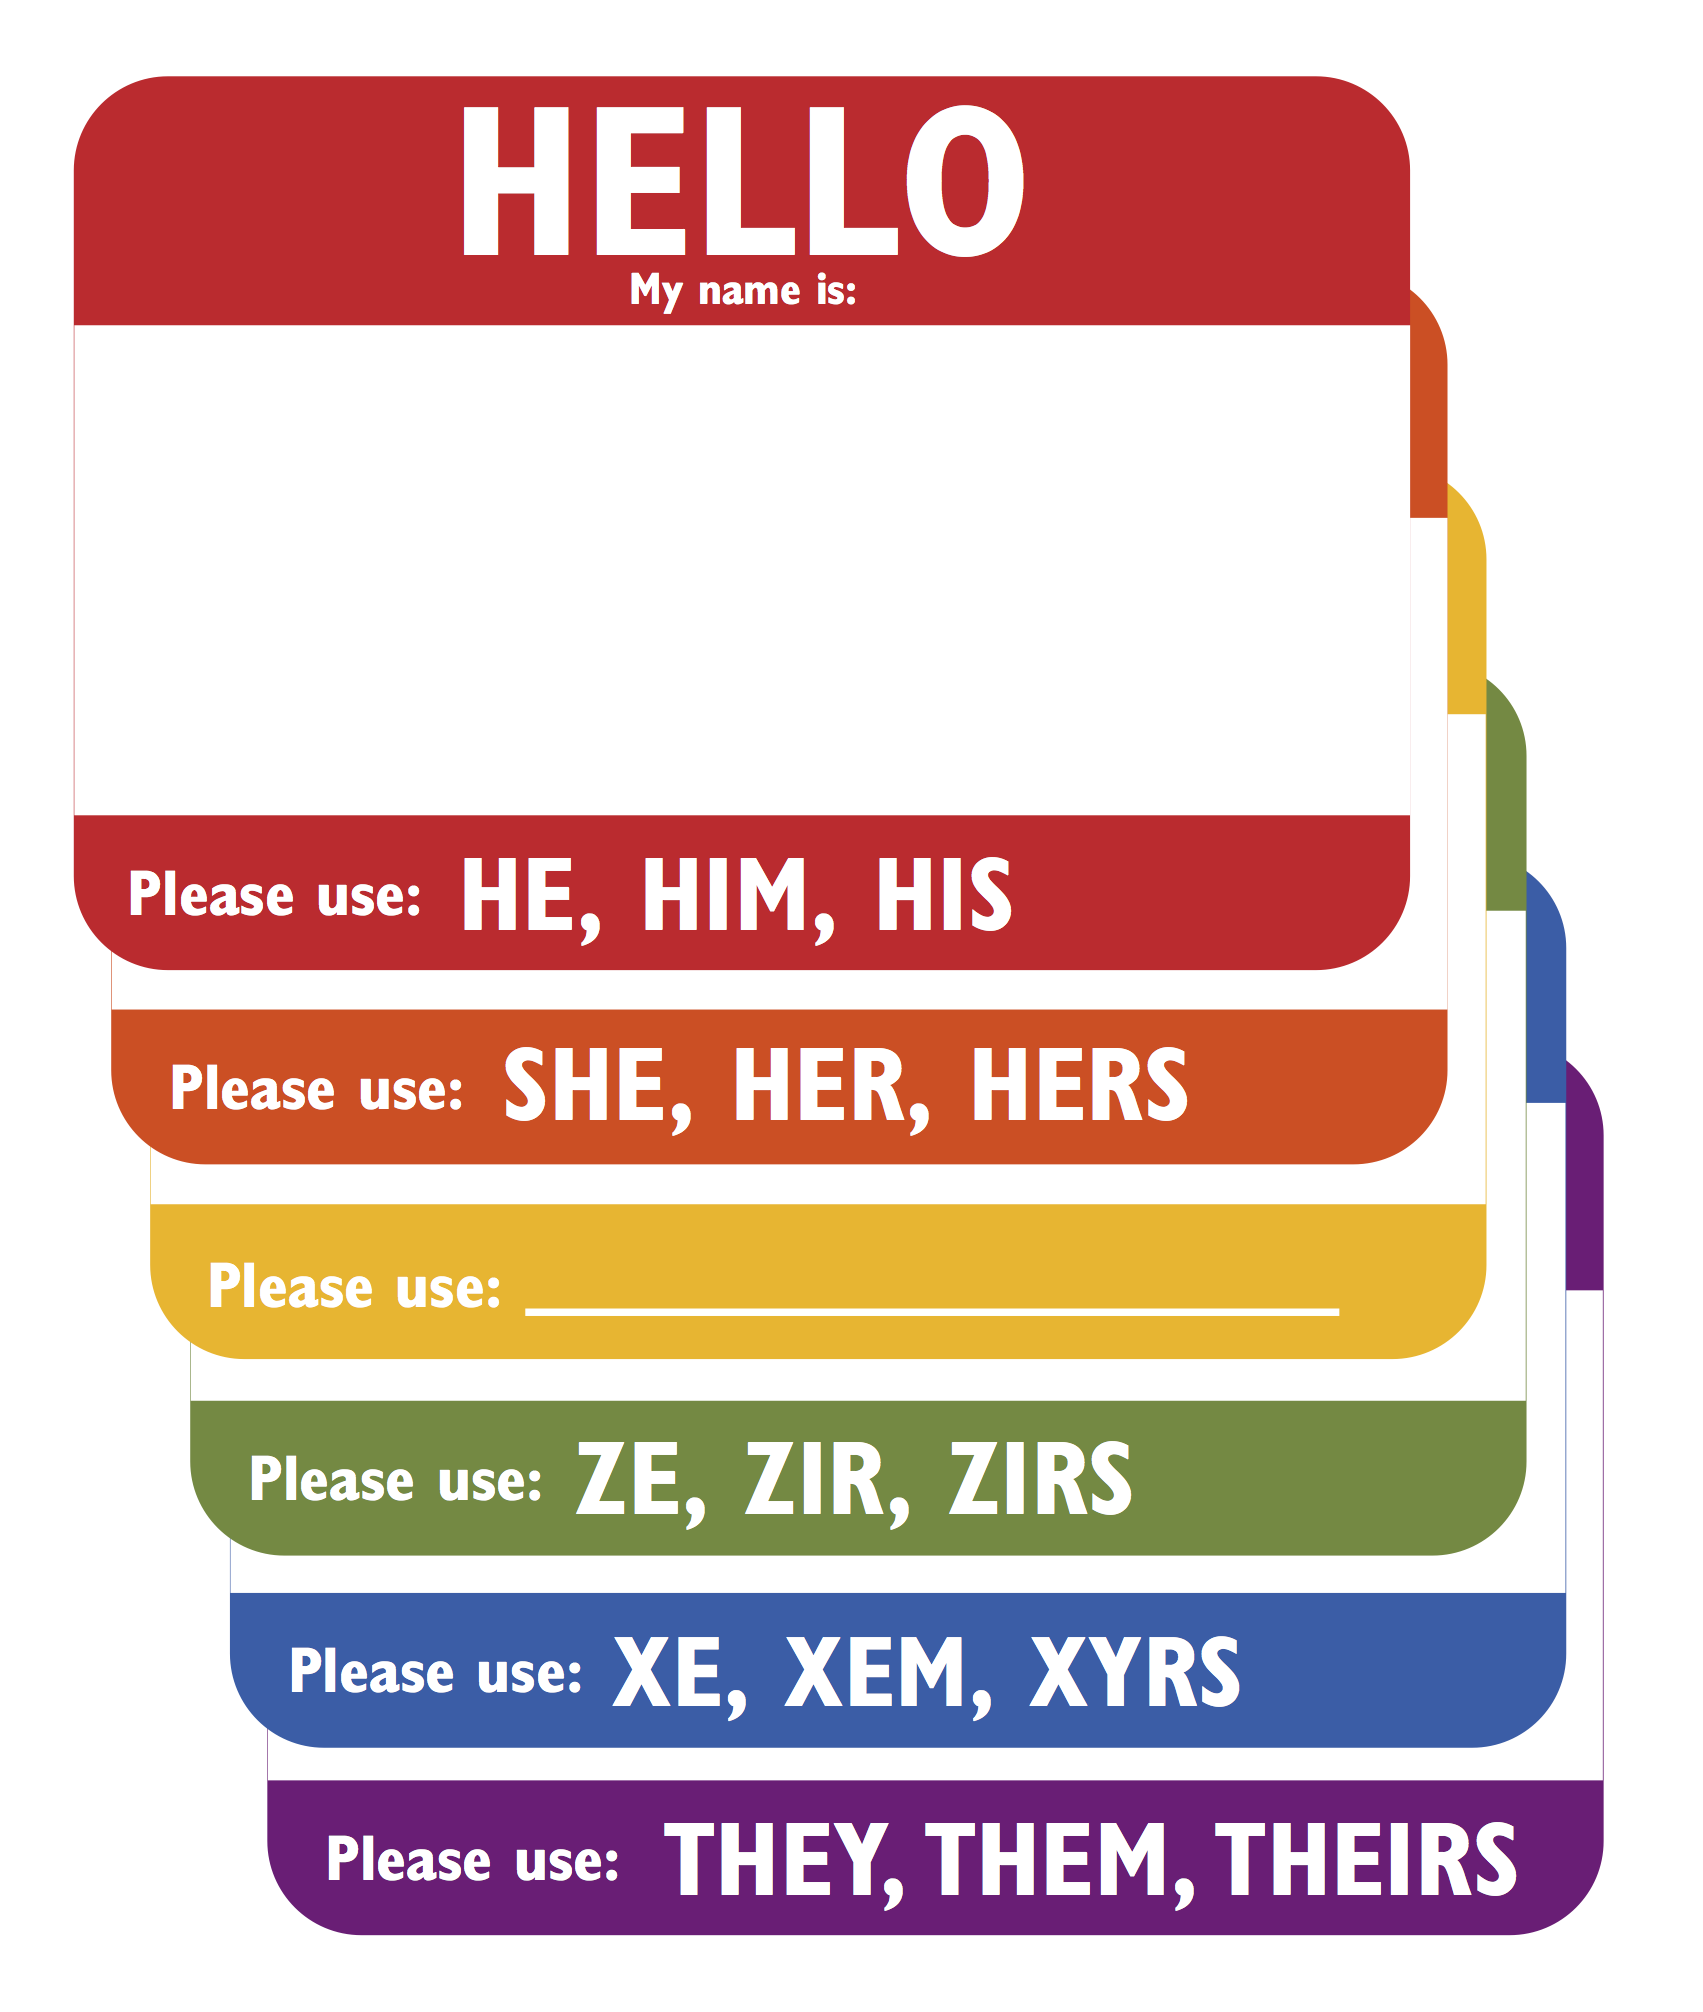 HELLO
My name is:
Please use: HE, HIM, HIS
Please use: SHE, HER, HERS
Please use:
Please use: ZE, ZIR, ZIRS
Please use: XE, XEM, XYRS
Please use: THEY, THEM, THEIRS